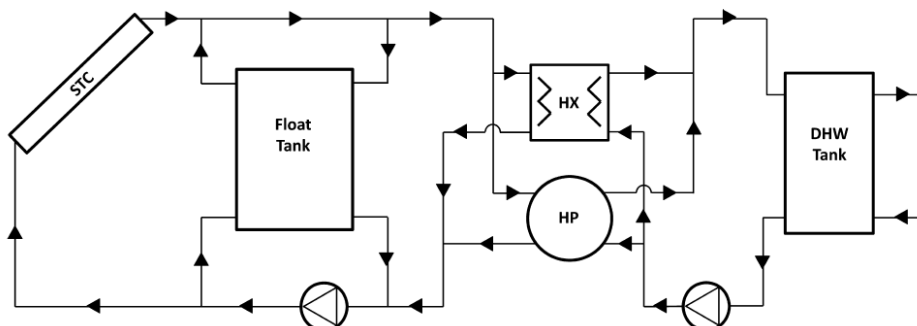 STC
Float
Tank
HX
HP
DHW
Tank